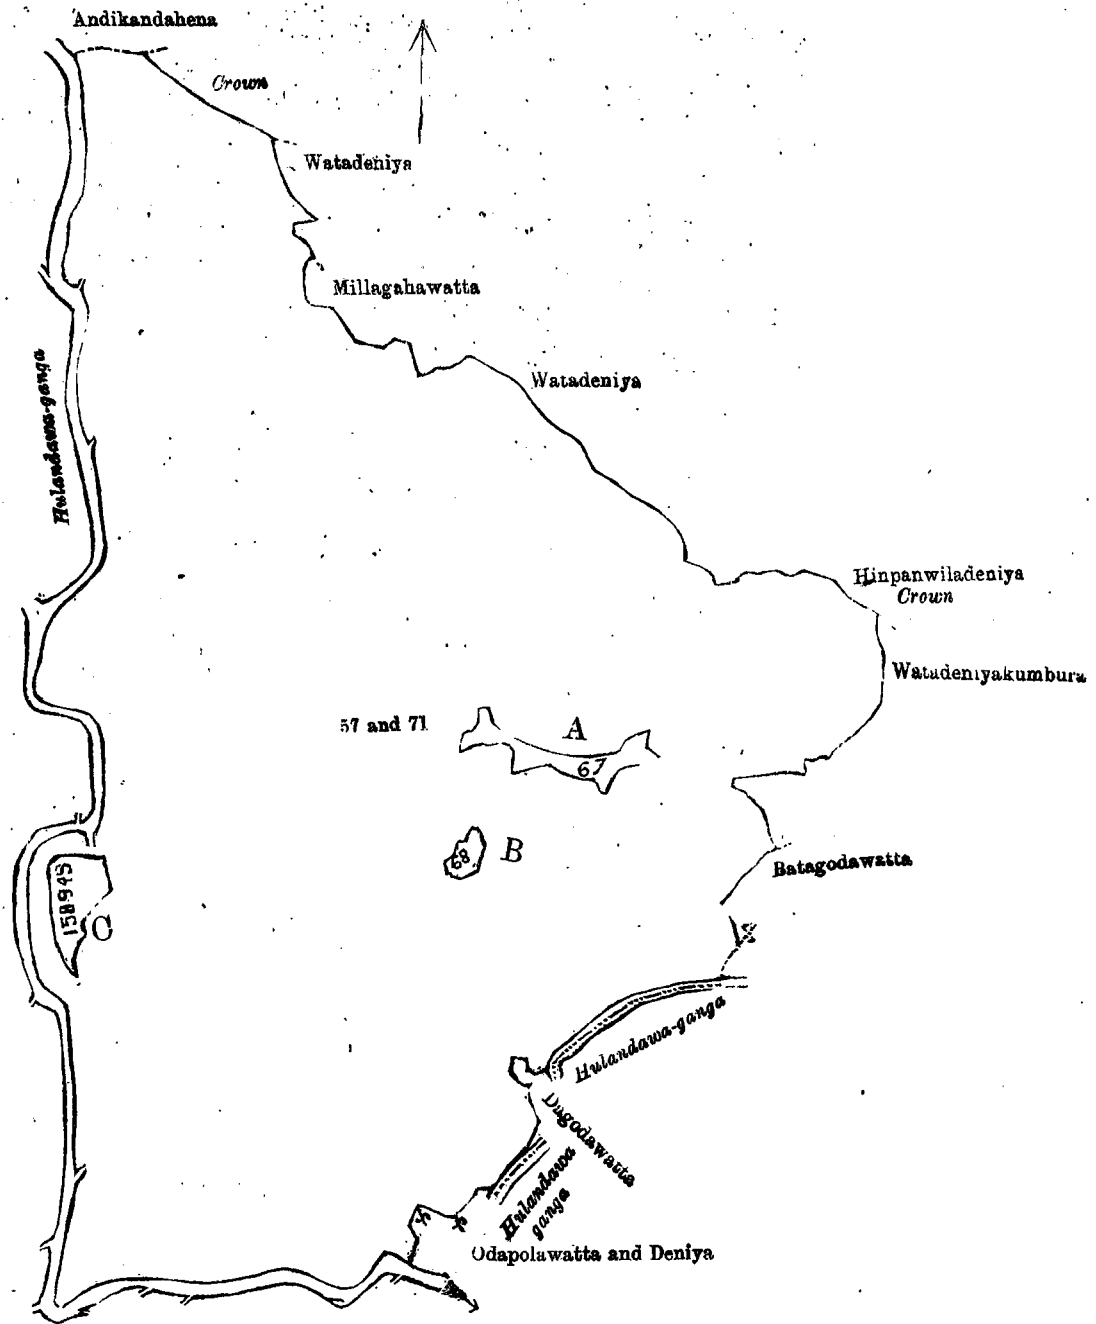 Andikandahena
Crown
Watadeniya
Millagahawatta
Hulandawa-ganga
Watadeniya
Hinpanwiladeniya
Crown
Watadeniyakumbura
57 and 71
A
67
68
B
Batagodawatta
158945
C
Hulandawa-ganga
Dugodawatta
Hulandawa
ganga
Udapolawatta and Deniya